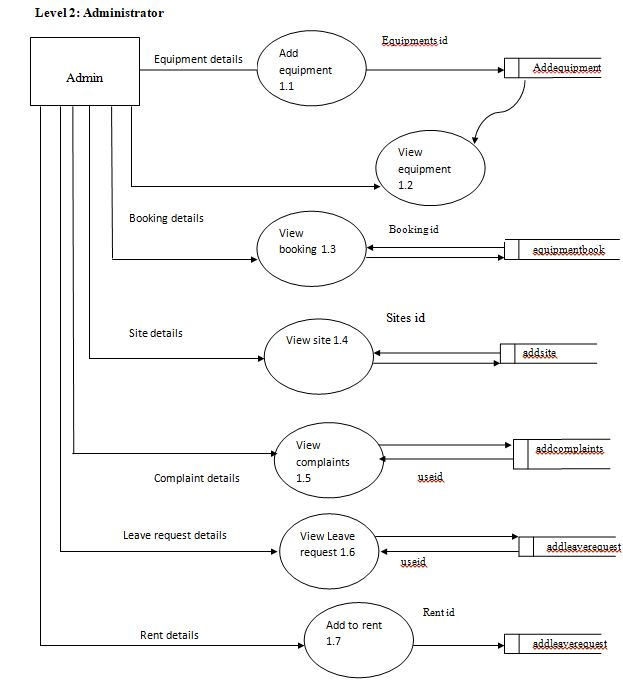 Level 2: Administrator
Admin
Equipment details
Add
equipment
1.1
Equipments id
Addequipment
View
equipment
1.2
Booking details
View
booking 1.3
Booking id
equipmentbook
Sites id
Site details
View site 1.4
addsite
View
complaints
1.5
addcomplaints
Complaint details
useid
Leave request details
View Leave
request 1.6
addleaverequest
useid
Rent id
Add to rent
1.7
Rent details
addleaverequest